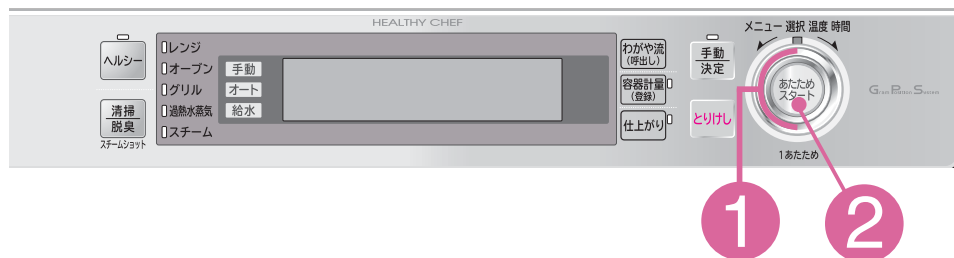 HEALTHY CHEF
ヘルシー
清掃
脱臭
スチームショット
レンジ
オーブン
グリル
過熱水蒸気
スチーム
手動
オート
給水
わがや流
(呼出し)
容器計量
(登録)
仕上がり
手動
決定
とりけし
メニュー 選択 温度 時間
あたため
スタート
1あたため
1
2